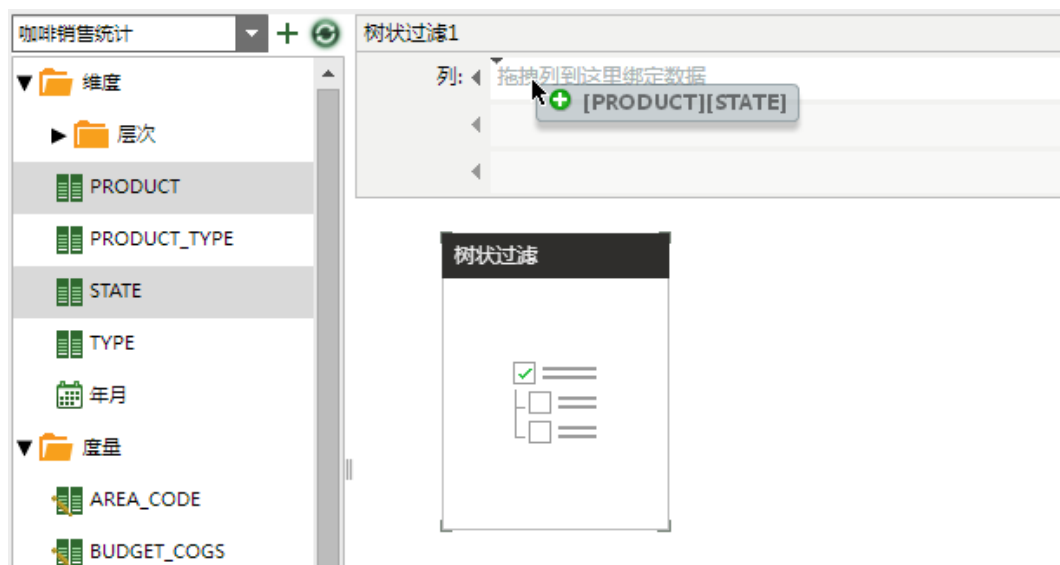 咖啡销售统计
维度
层次
PRODUCT
PRODUCT_TYPE
STATE
TYPE
年月
度量
AREA_CODE
BUDGET_COGS
树状过滤1
列:
拖拽列到这里绑定数据
[PRODUCT][STATE]
树状过滤